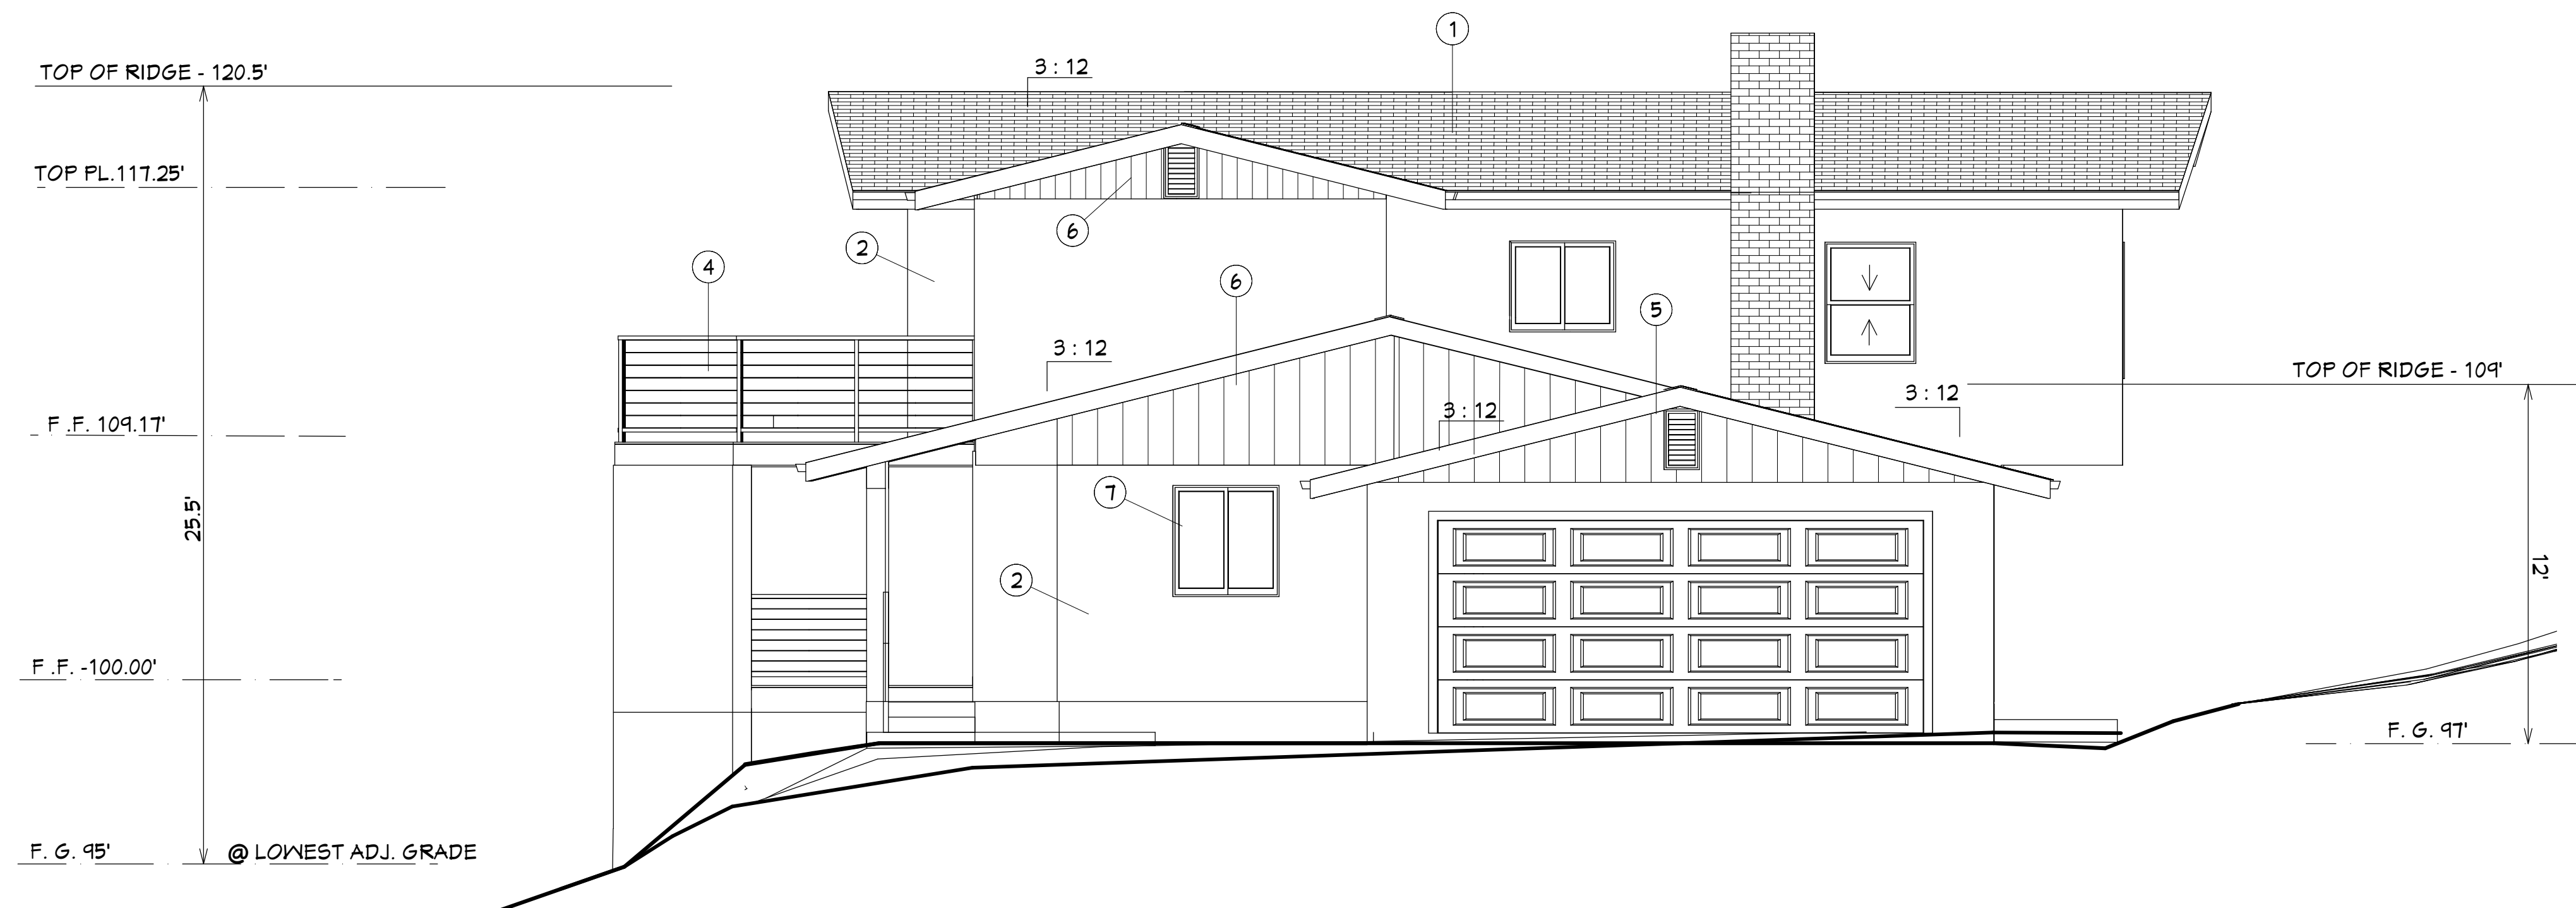 1
TOP OF RIDGE - 120.5'
3 : 12
TOP PL.117.25'
6
2
4
6
5
3 : 12
TOP OF RIDGE - 109'
3 : 12
3 : 12
F .F. 109.17'
7
25.5'
12'
2
F .F. -100.00'
F. G. 97'
F. G. 95'
@ LOWEST ADJ. GRADE